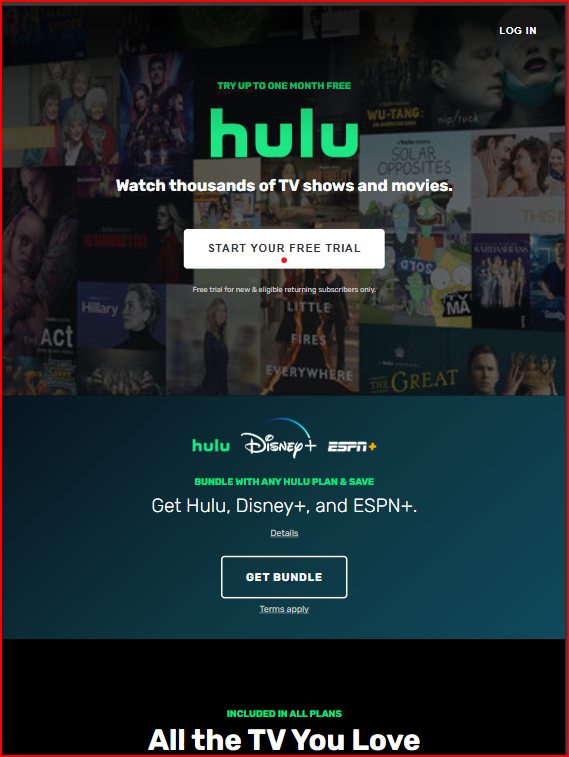 LOG IN
TRY UP TO ONE MONTH FREE
hulu
Watch thousands of TV shows and movies.
START YOUR FREE TRIAL
Free trial for new & eligible returning subscribers only.
WU-TANG:
nip/tuck
SOLAR
OPPOSITES
THIS
KARDASHIANS
Hillary
THE Act
LITTLE
FIRES
EVERYWHERE
THE GREAT
hulu Disney+ ESPN+
BUNDLE WITH ANY HULU PLAN & SAVE
Get Hulu, Disney+, and ESPN+.
Details
GET BUNDLE
Terms apply
INCLUDED IN ALL PLANS
All the TV You Love